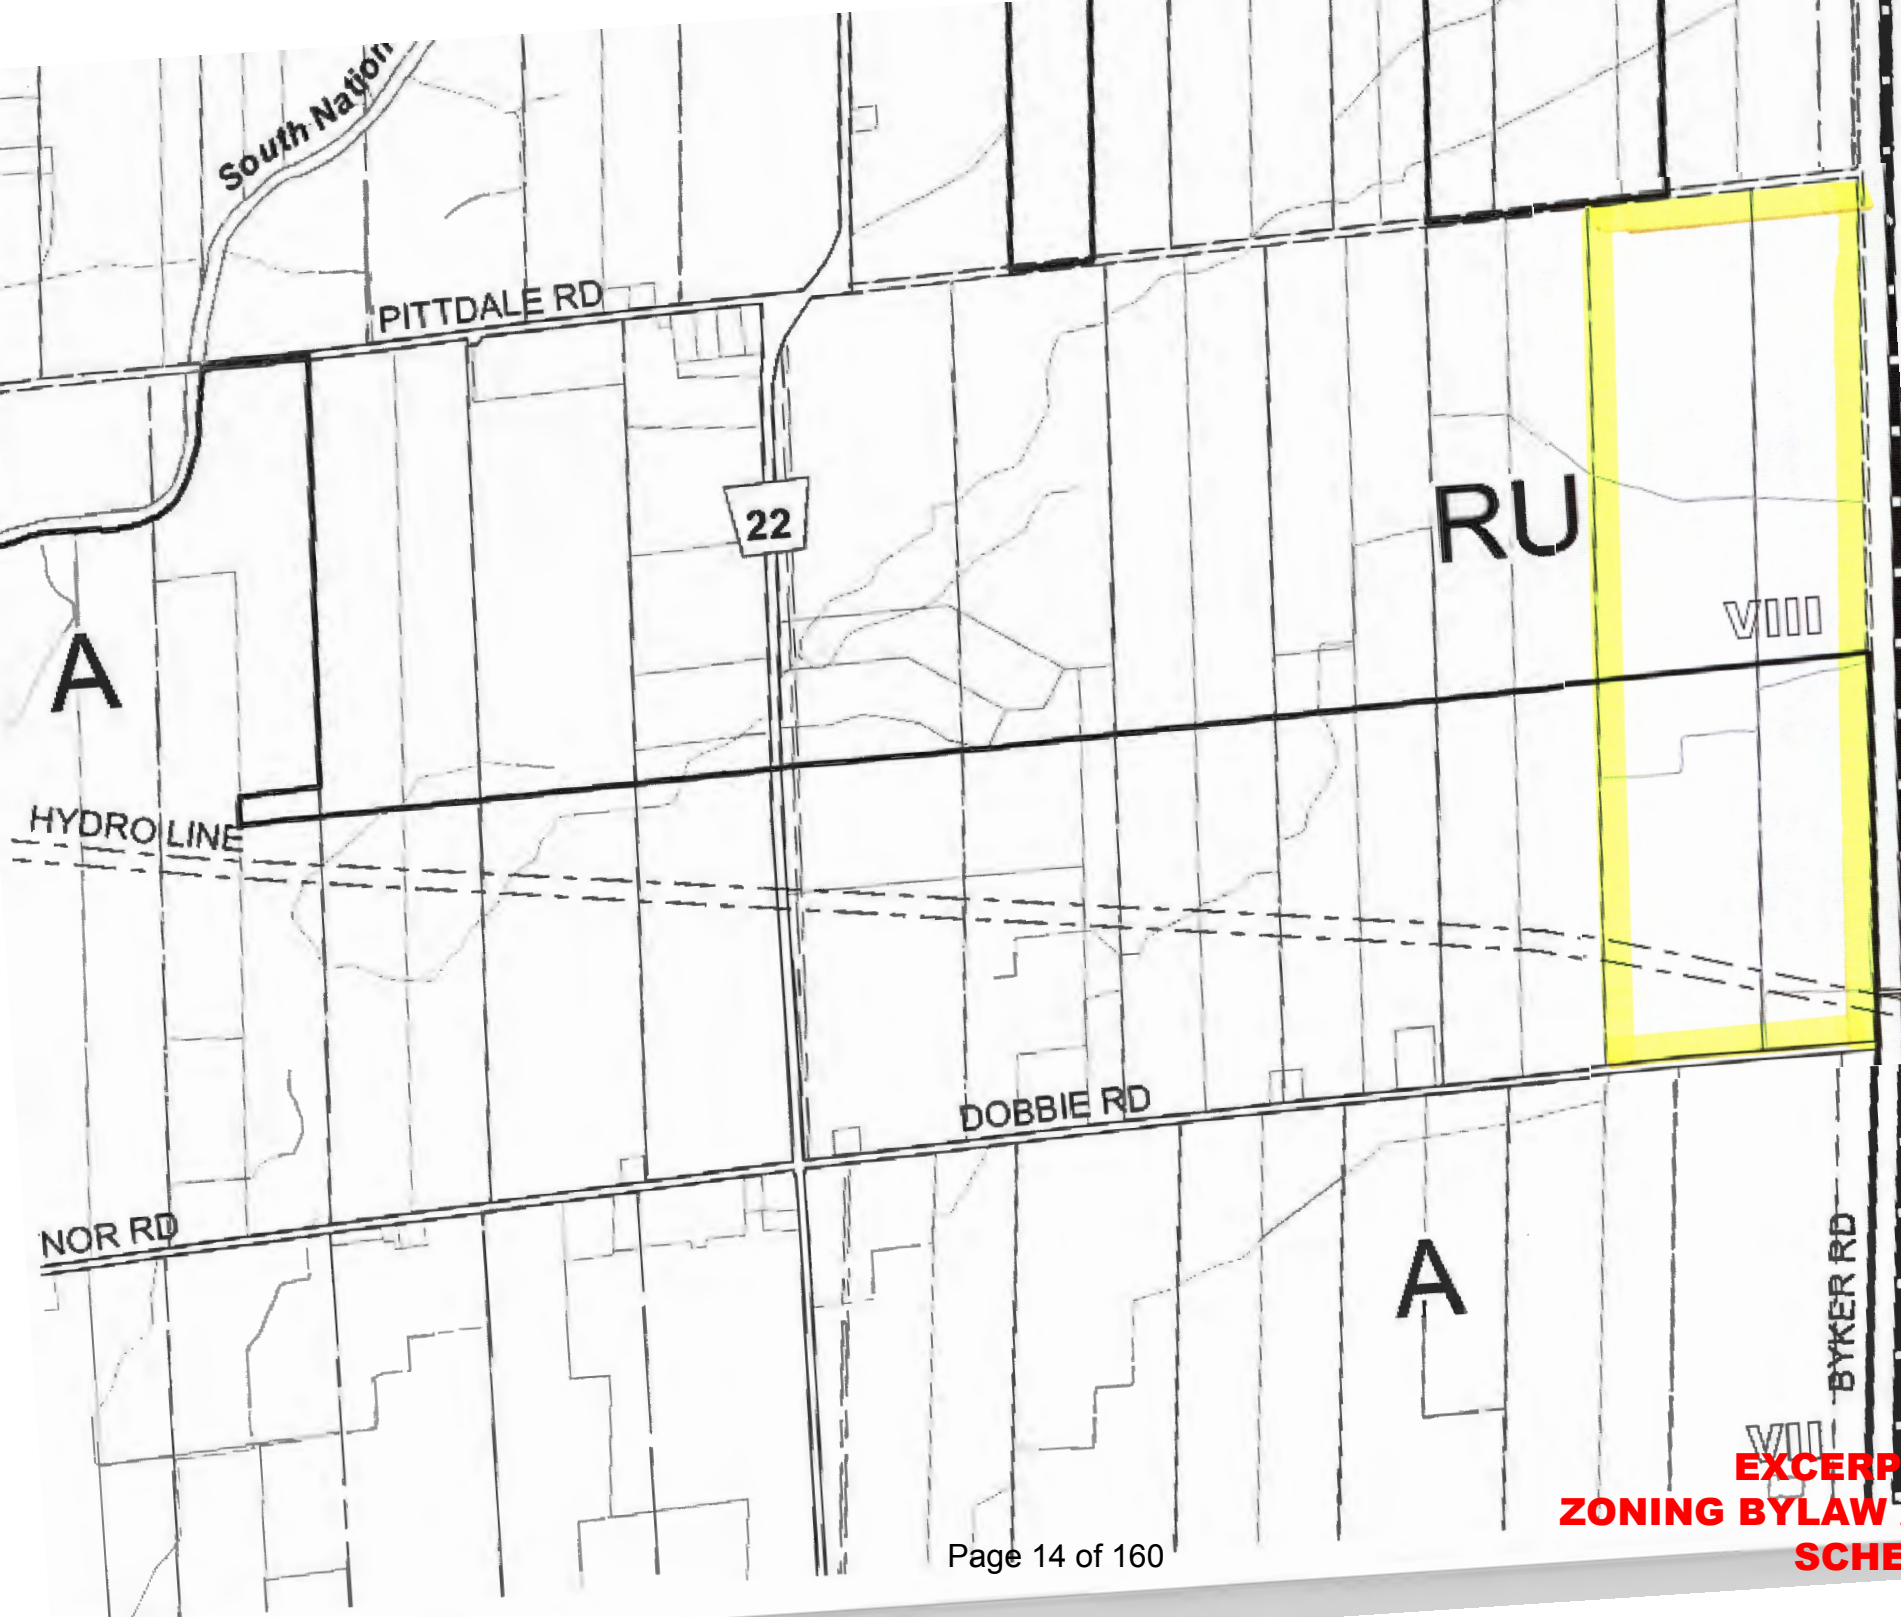 South Nation
PITTDALE RD
22
RU
VIII
A
HYDRO LINE
DOBBIE RD
NOR RD
A
BYKER RD
VII
EXCERP
ZONING BYLAW
SCHE
Page 14 of 160